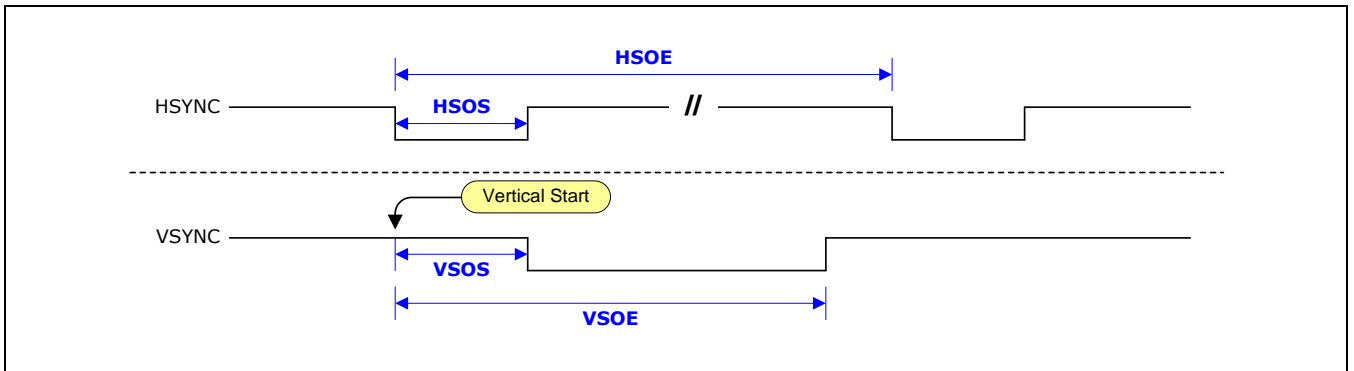 HSOE
HSYNC
HSOS
//
Vertical Start
VSYNC
VSOS
VSOE